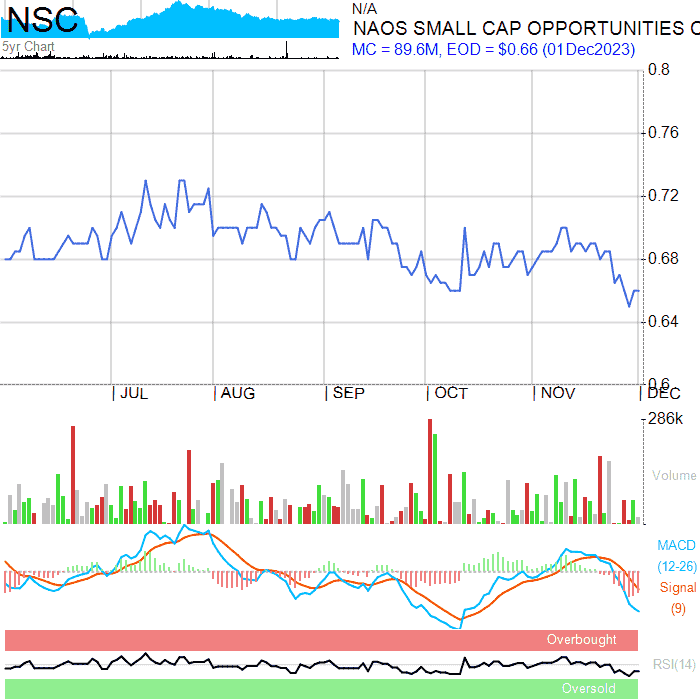 NSC
N/A
NAOS SMALL CAP OPPORTUNITIES C
MC = 89.6M, EOD = $0.66 (01Dec2023)
5yr Chart
0.8
0.76
0.72
0.68
0.64
0.6
JUL AUG SEP OCT NOV DEC
286k
Volume
MACD
(12-26)
Signal
(9)
Overbought
RSI(14)
Oversold